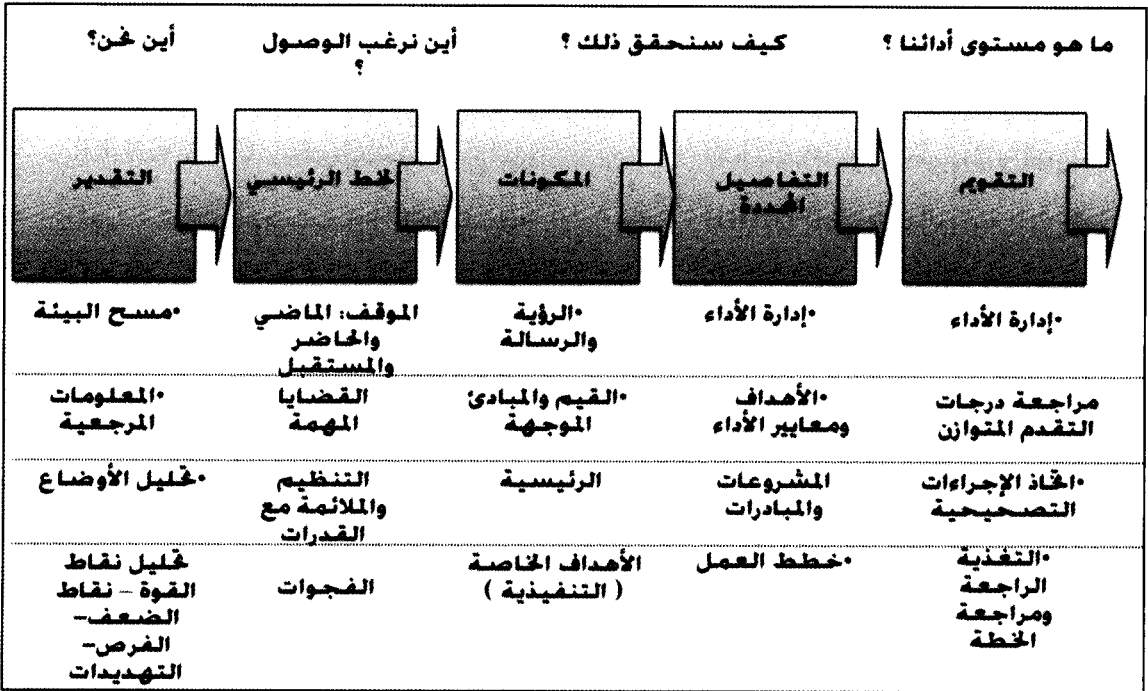 أين نحن؟
أين نرغب الوصول
؟
كيف سنحقق ذلك ؟
ما هو مستوى أدائنا ؟
التقدير
لخط الرئيسي
المكونات
التفاصيل
المحددة
التقويم
•مسح البيئة
الموقف: الماضي
والحاضر
والمستقبل
•الرؤية
والرسالة
•إدارة الأداء
•إدارة الأداء
•المعلومات
المرجعية
القضايا
المهمة
•القيم والمبادئ
الموجهة
•الأهداف
ومعايير الأداء
مراجعة درجات
التقدم المتوازن
•تحليل الأوضاع
التنظيم
والملائمة مع
القدرات
الرئيسية
المشروعات
والمبادرات
•اتخاذ الإجراءات
التصحيحية
تحليل نقاط
القوة – نقاط
الضعف–
الفرص–
التهديدات
الفجوات
الأهداف الخاصة
( التنفيذية )
•خطط العمل
•التغذية
الراجعة
ومراجعة
الخطة